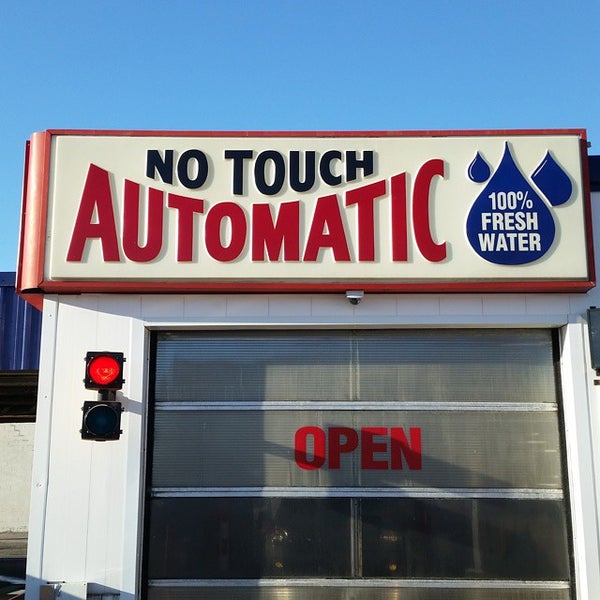 NO TOUCH
AUTOMATIC
100%
FRESH
WATER
OPEN